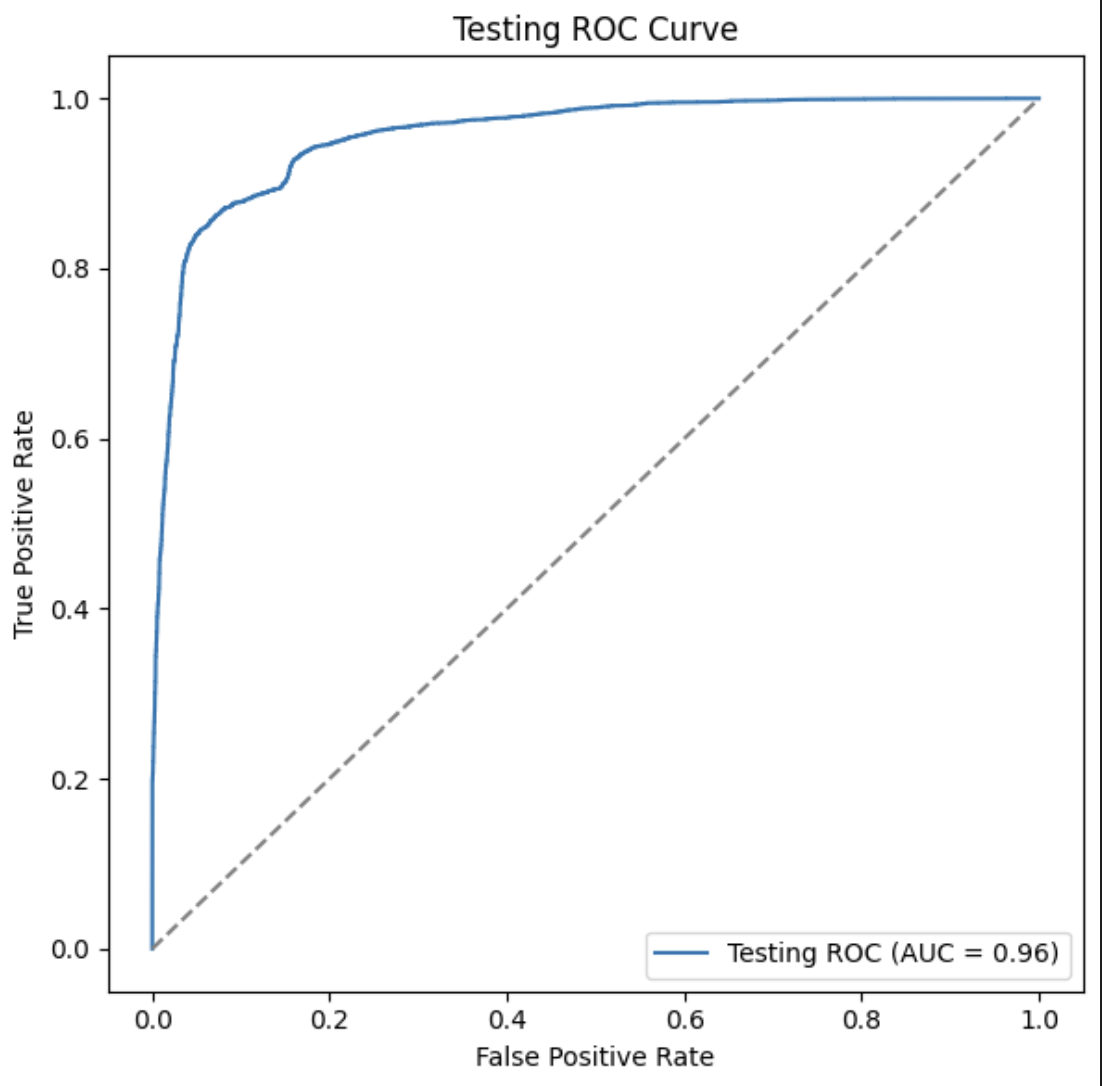 Testing ROC Curve
True Positive Rate
1.0
0.8
0.6
0.4
0.2
0.0
Testing ROC (AUC = 0.96)
0.0 0.2 0.4 0.6 0.8 1.0
False Positive Rate